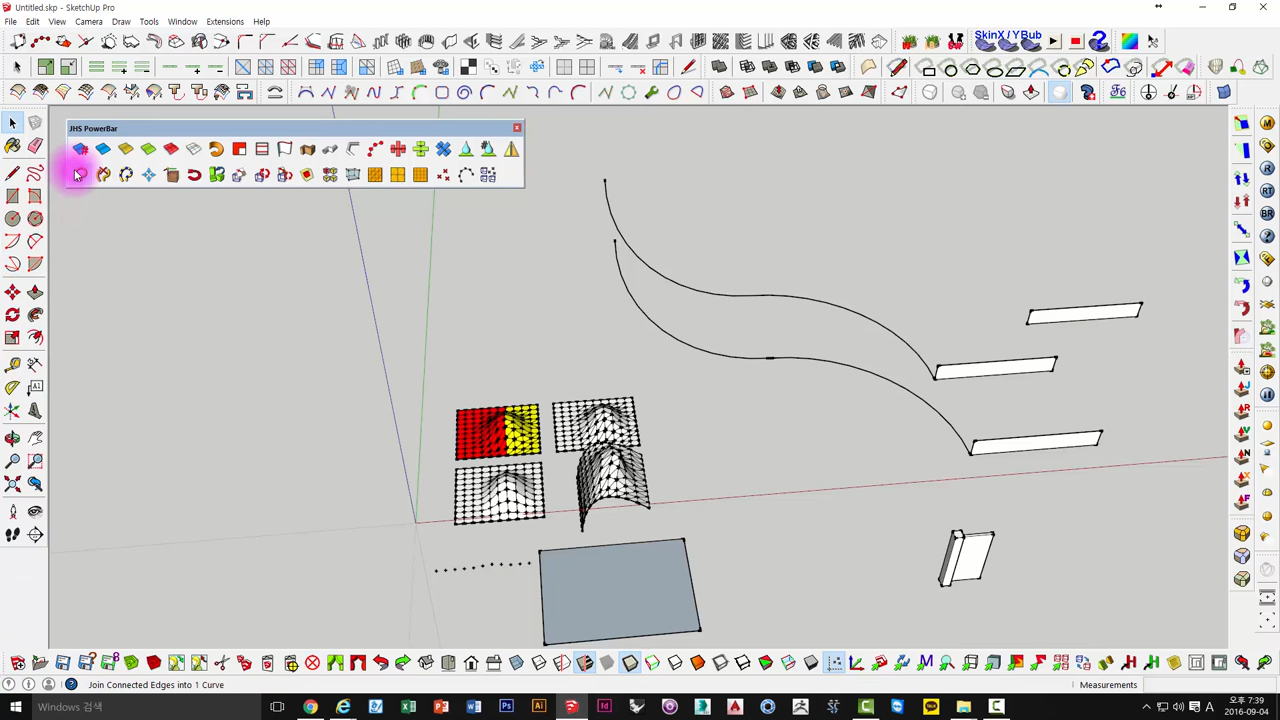 Untitled.skp - SketchUp Pro
File Edit View Camera Draw Tools Window Extensions Help
SkinX / YBub
JHS PowerBar
Join Connected Edges into 1 Curve
Measurements
Windows 검색
오후 7:39
2016-09-04